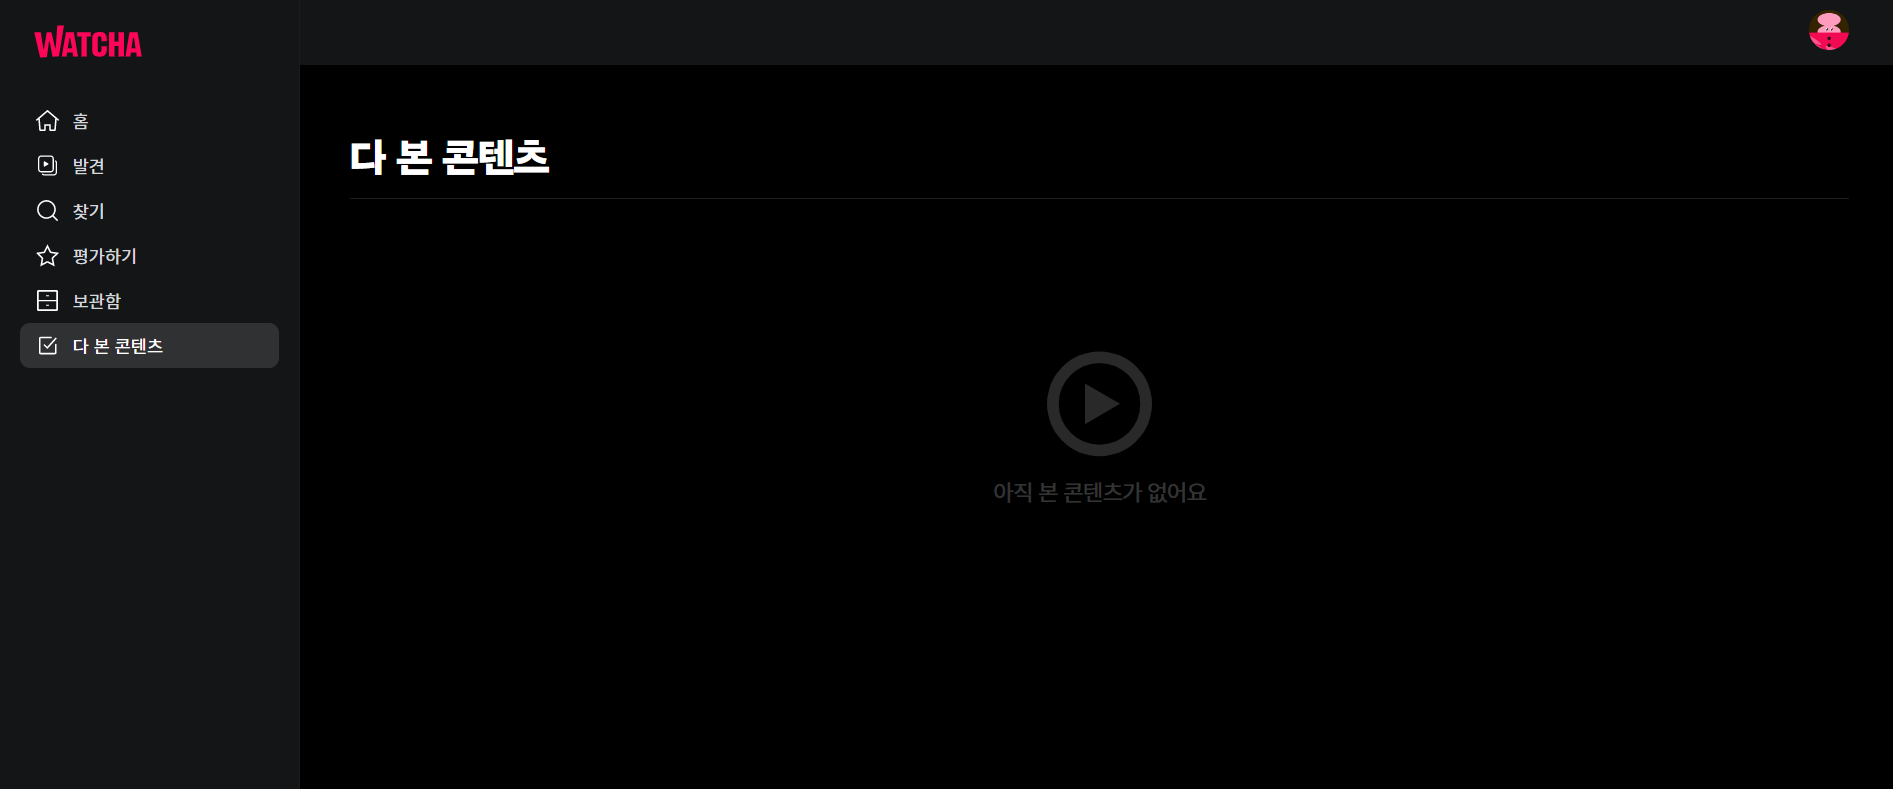 WATCHA
홈
발견
찾기
평가하기
보관함
다 본 콘텐츠
다 본 콘텐츠
아직 본 콘텐츠가 없어요